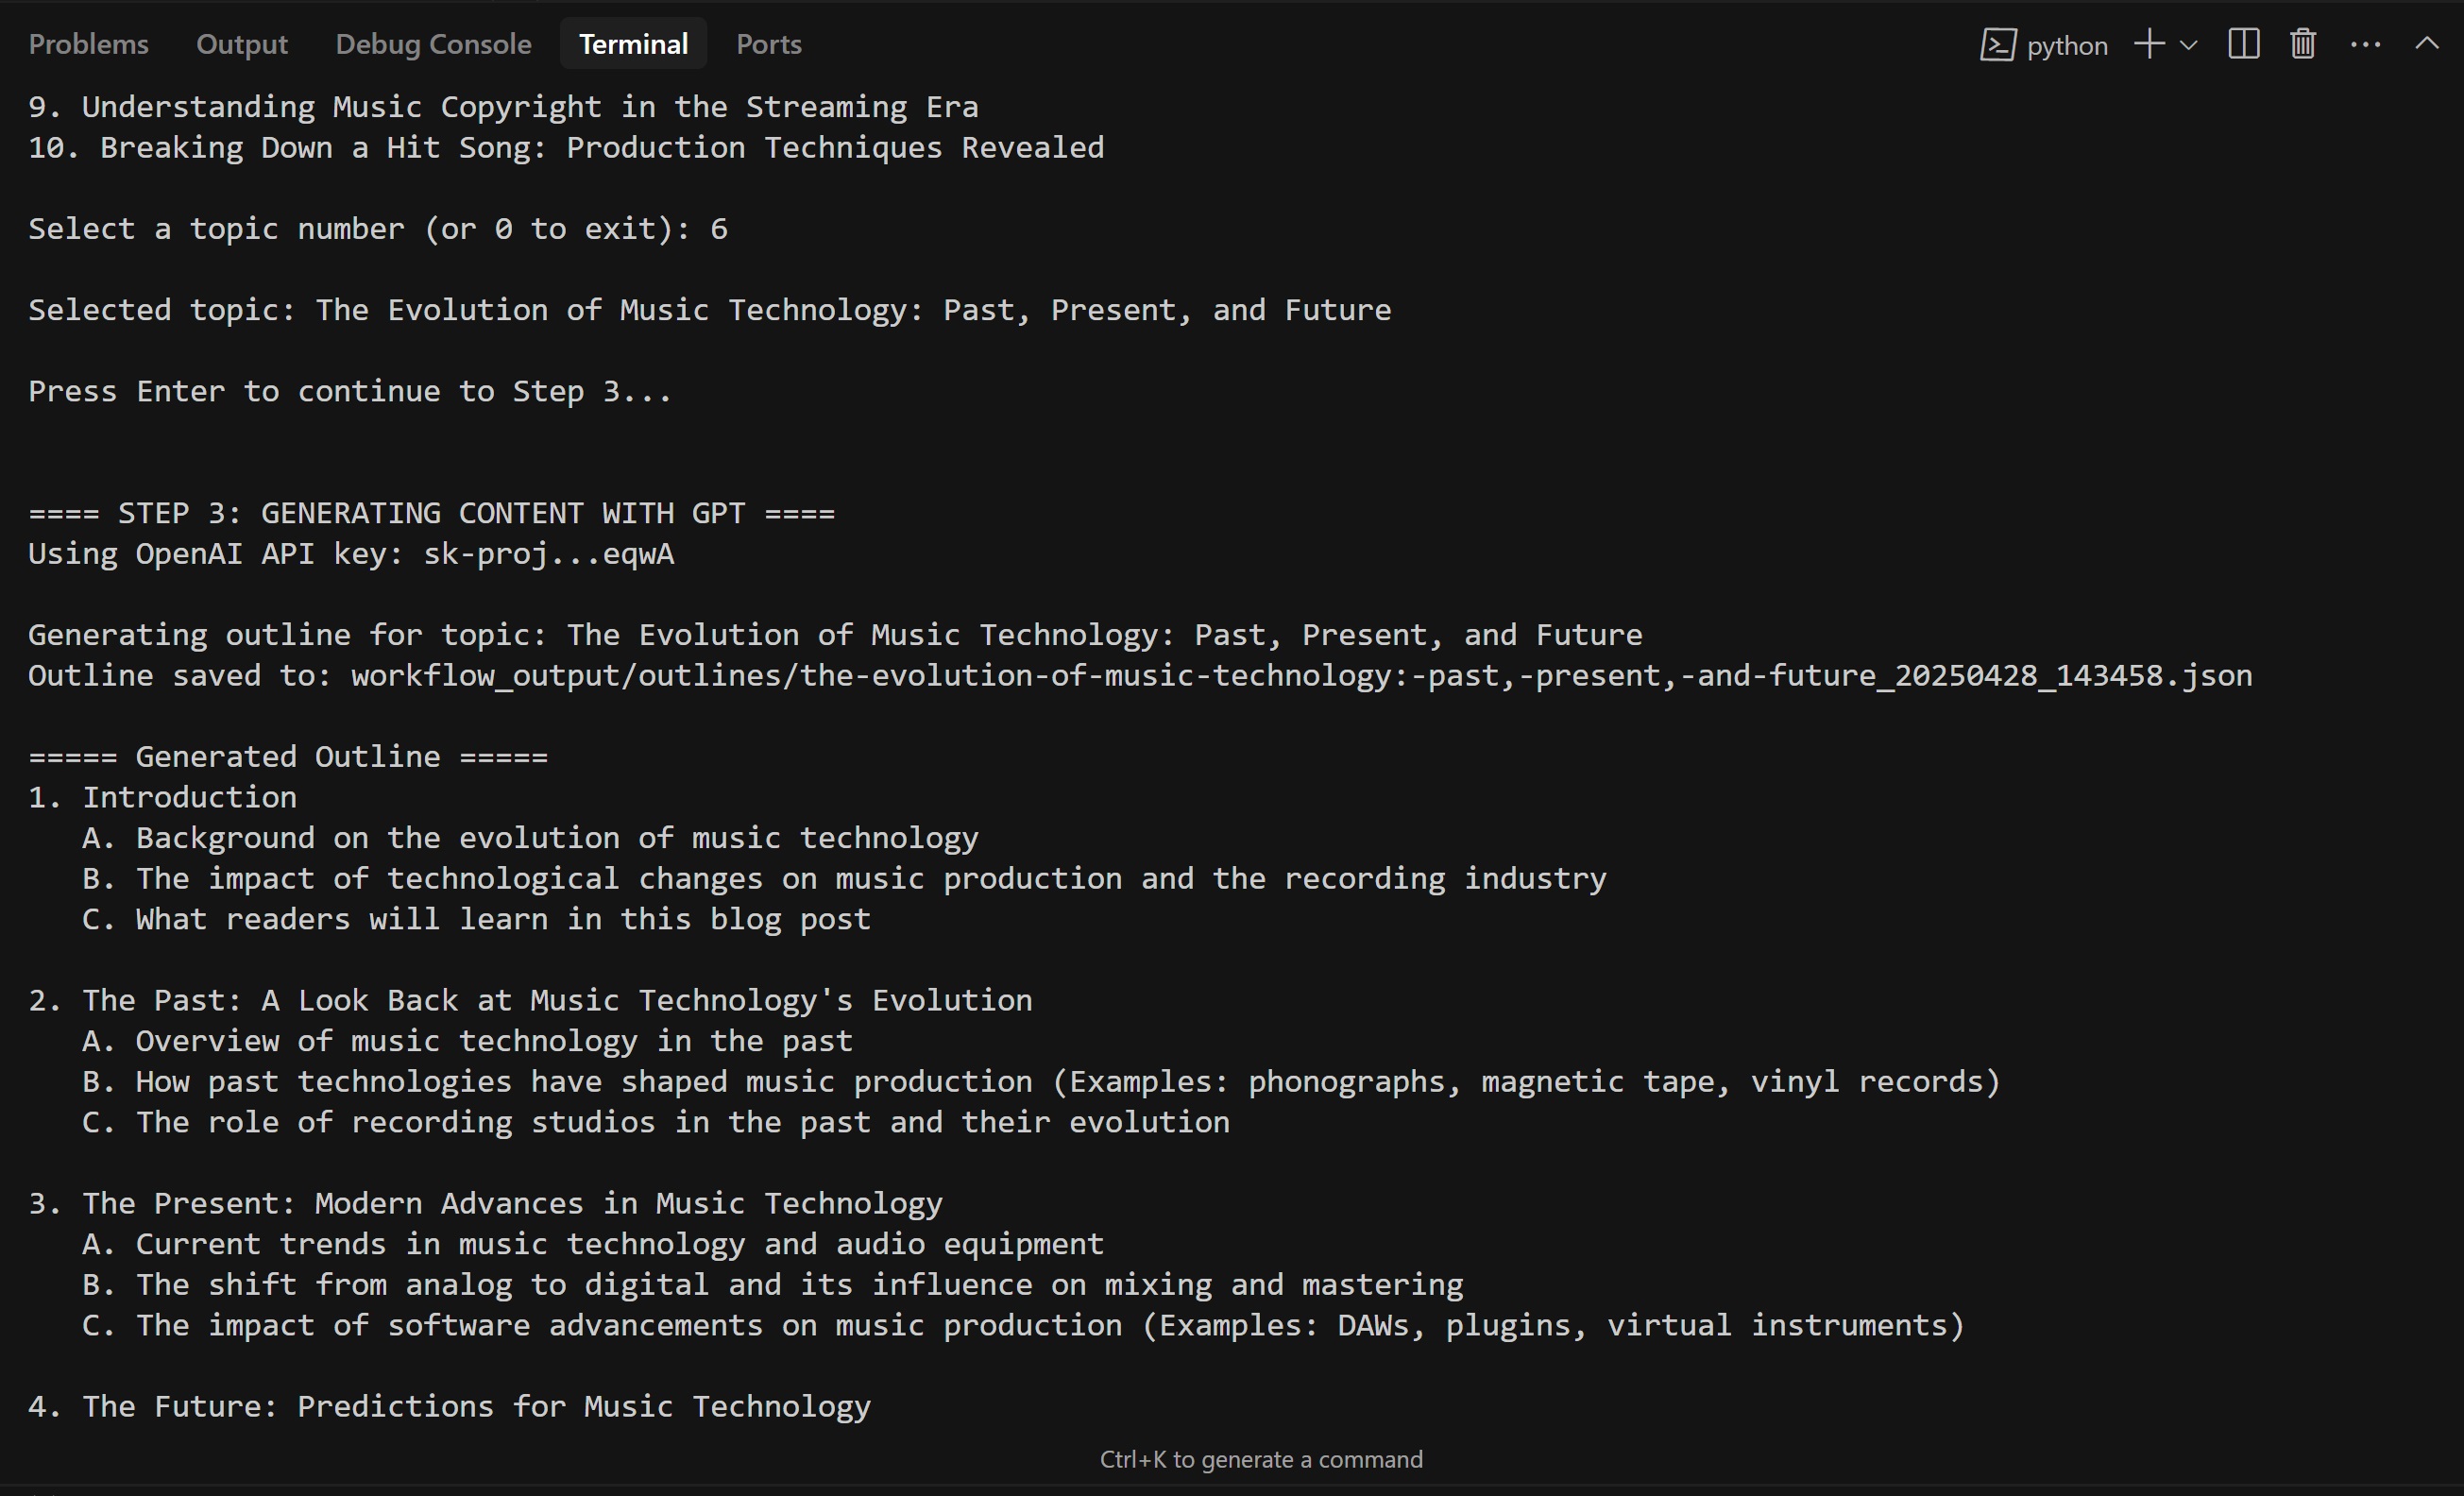 Problems Output Debug Console Terminal Ports python
9. Understanding Music Copyright in the Streaming Era
10. Breaking Down a Hit Song: Production Techniques Revealed
Select a topic number (or 0 to exit): 6
Selected topic: The Evolution of Music Technology: Past, Present, and Future
Press Enter to continue to Step 3...
==== STEP 3: GENERATING CONTENT WITH GPT ====
Using OpenAI API key: sk-proj...eqwA
Generating outline for topic: The Evolution of Music Technology: Past, Present, and Future
Outline saved to: workflow_output/outlines/the-evolution-of-music-technology:-past,-present,-and-future_20250428_143458.json
===== Generated Outline =====
1. Introduction
   A. Background on the evolution of music technology
   B. The impact of technological changes on music production and the recording industry
   C. What readers will learn in this blog post
2. The Past: A Look Back at Music Technology's Evolution
   A. Overview of music technology in the past
   B. How past technologies have shaped music production (Examples: phonographs, magnetic tape, vinyl records)
   C. The role of recording studios in the past and their evolution
3. The Present: Modern Advances in Music Technology
   A. Current trends in music technology and audio equipment
   B. The shift from analog to digital and its influence on mixing and mastering
   C. The impact of software advancements on music production (Examples: DAWs, plugins, virtual instruments)
4. The Future: Predictions for Music Technology
Ctrl+K to generate a command